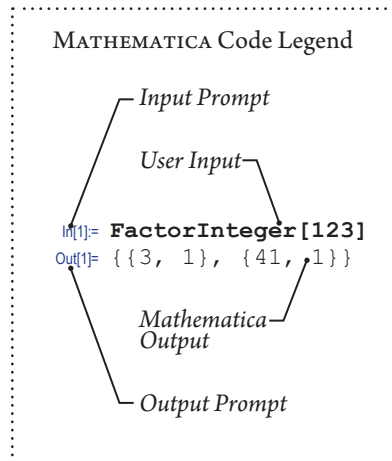 MATHEMATICA Code Legend
Input Prompt
User Input
In[1]:= FactorInteger[123]
Out[1]= {{3, 1}, {41, 1}}
Mathematica
Output
Output Prompt